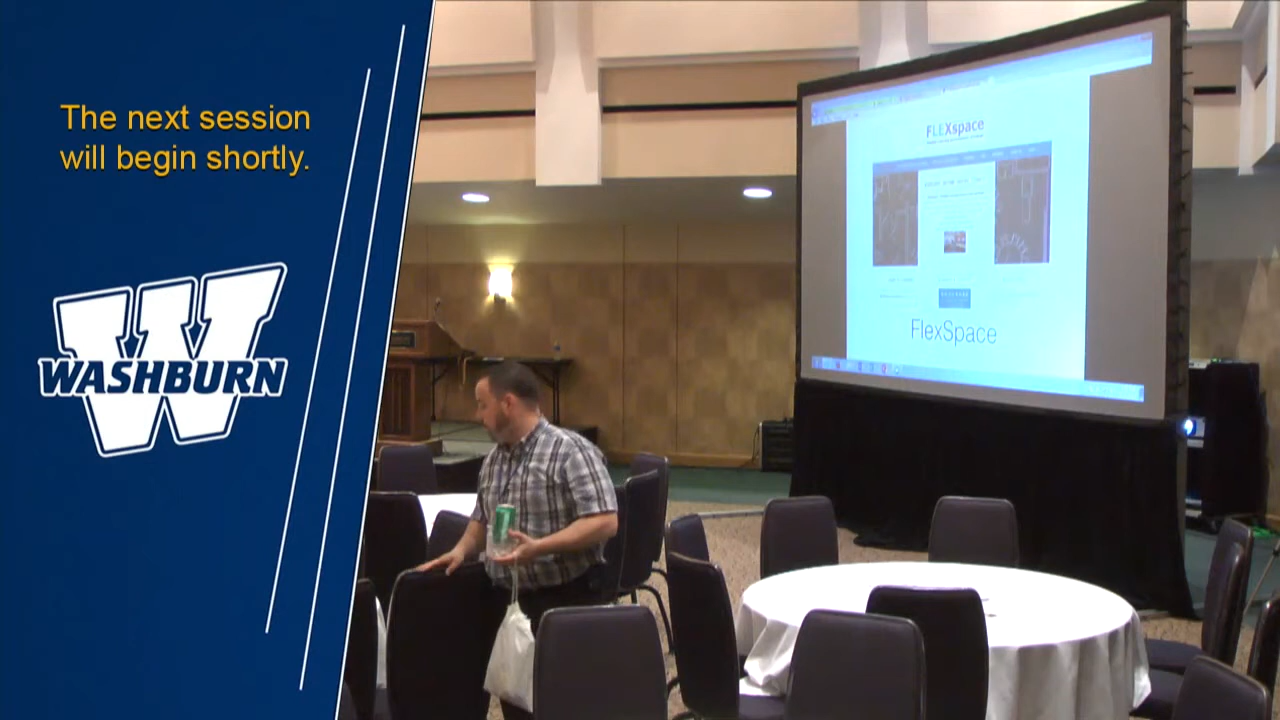 The next session
will begin shortly.
WASHBURN
FLEXspace
FlexSpace